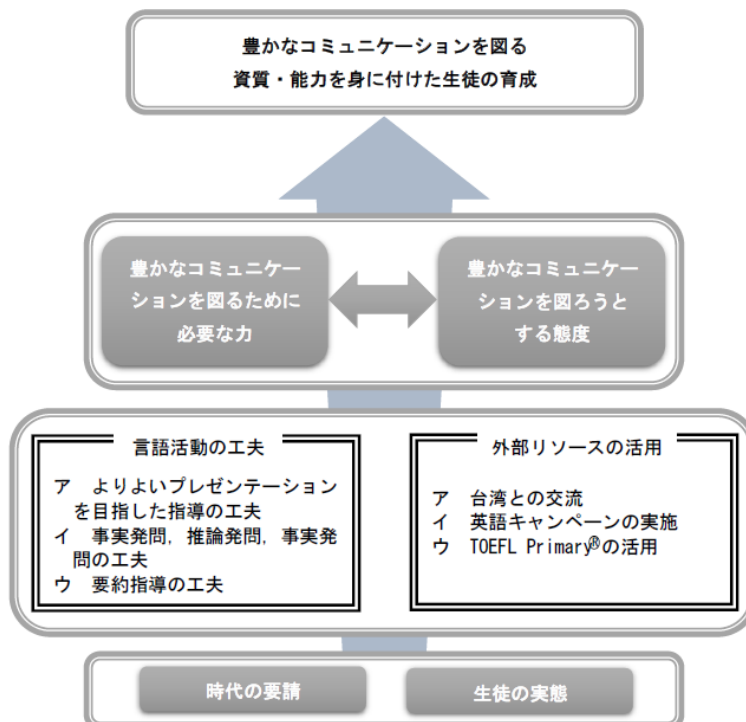 豊かなコミュニケーションを図る
資質・能力を身に付けた生徒の育成
豊かなコミュニケー
ションを図るために
必要な力
豊かなコミュニケー
ションを図ろうと
する態度
言語活動の工夫
ア　よりよいプレゼンテーション
を目指した指導の工夫
イ　事実発問，推論発問，事実発
問の工夫
ウ　要約指導の工夫
外部リソースの活用
ア　台湾との交流
イ　英語キャンペーンの実施
ウ　TOEFL Primary®の活用
時代の要請
生徒の実態